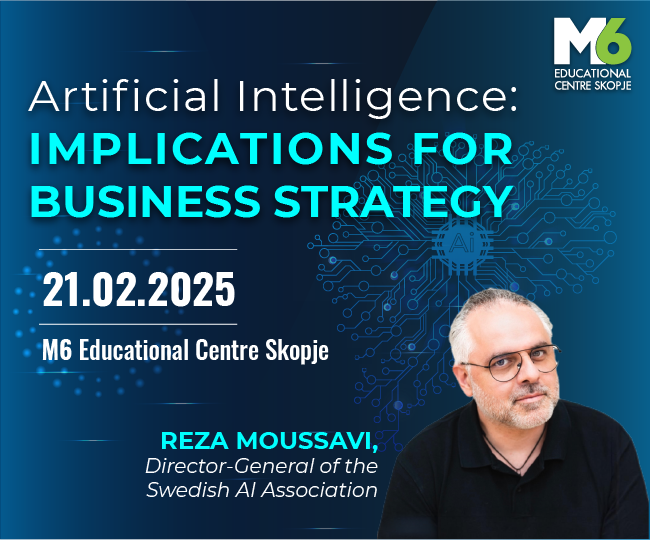 M6
EDUCATIONAL
CENTRE SKOPJE
Artificial Intelligence:
IMPLICATIONS FOR
BUSINESS STRATEGY
Ai
21.02.2025
M6 Educational Centre Skopje
REZA MOUSSAVI,
Director-General of the
Swedish AI Association